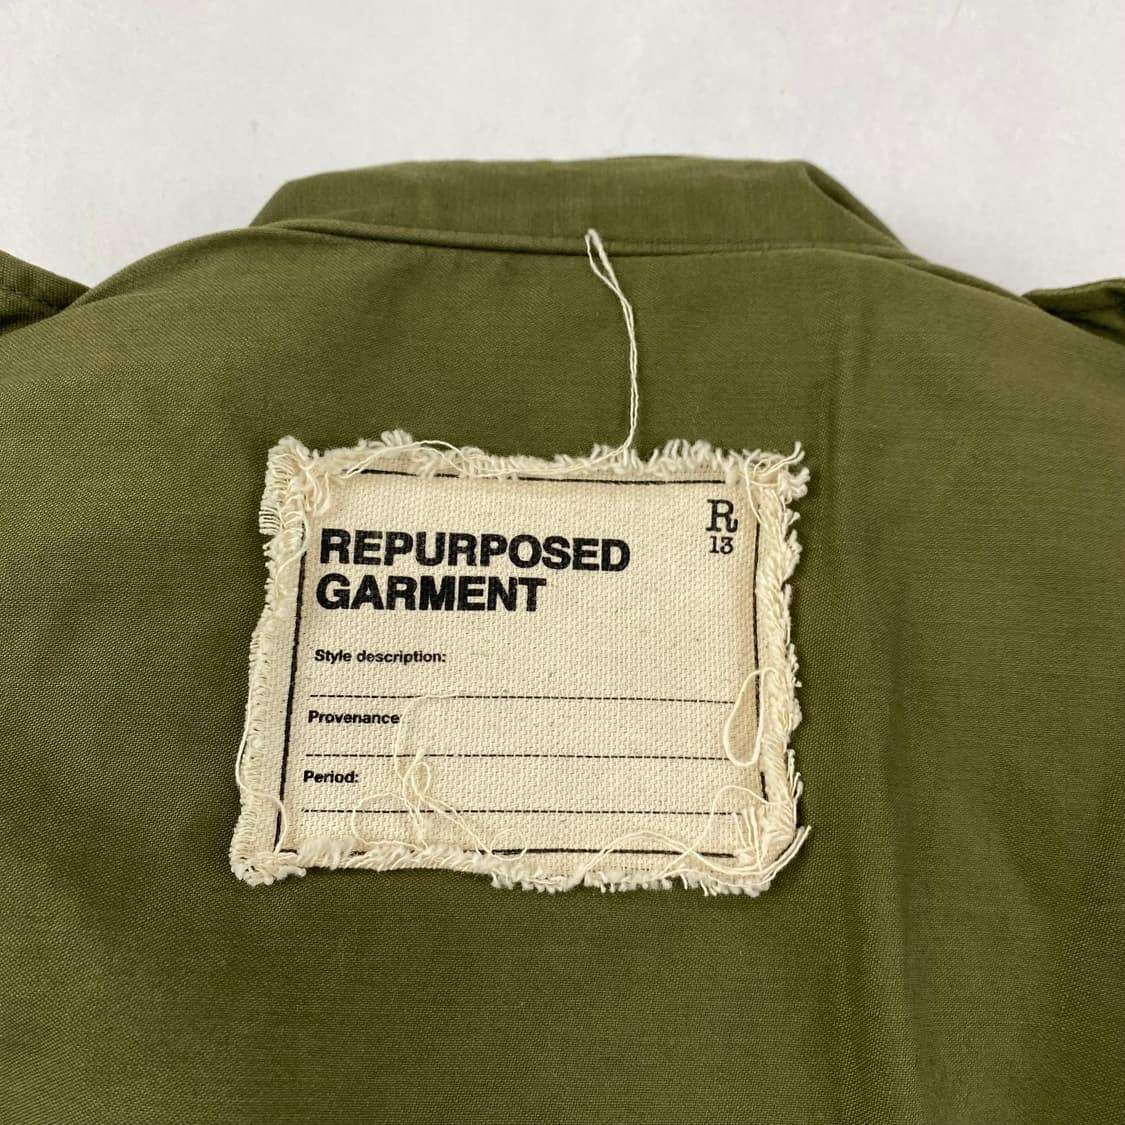 R
13
REPURPOSED
GARMENT
Style description:
Provenance:
Period: